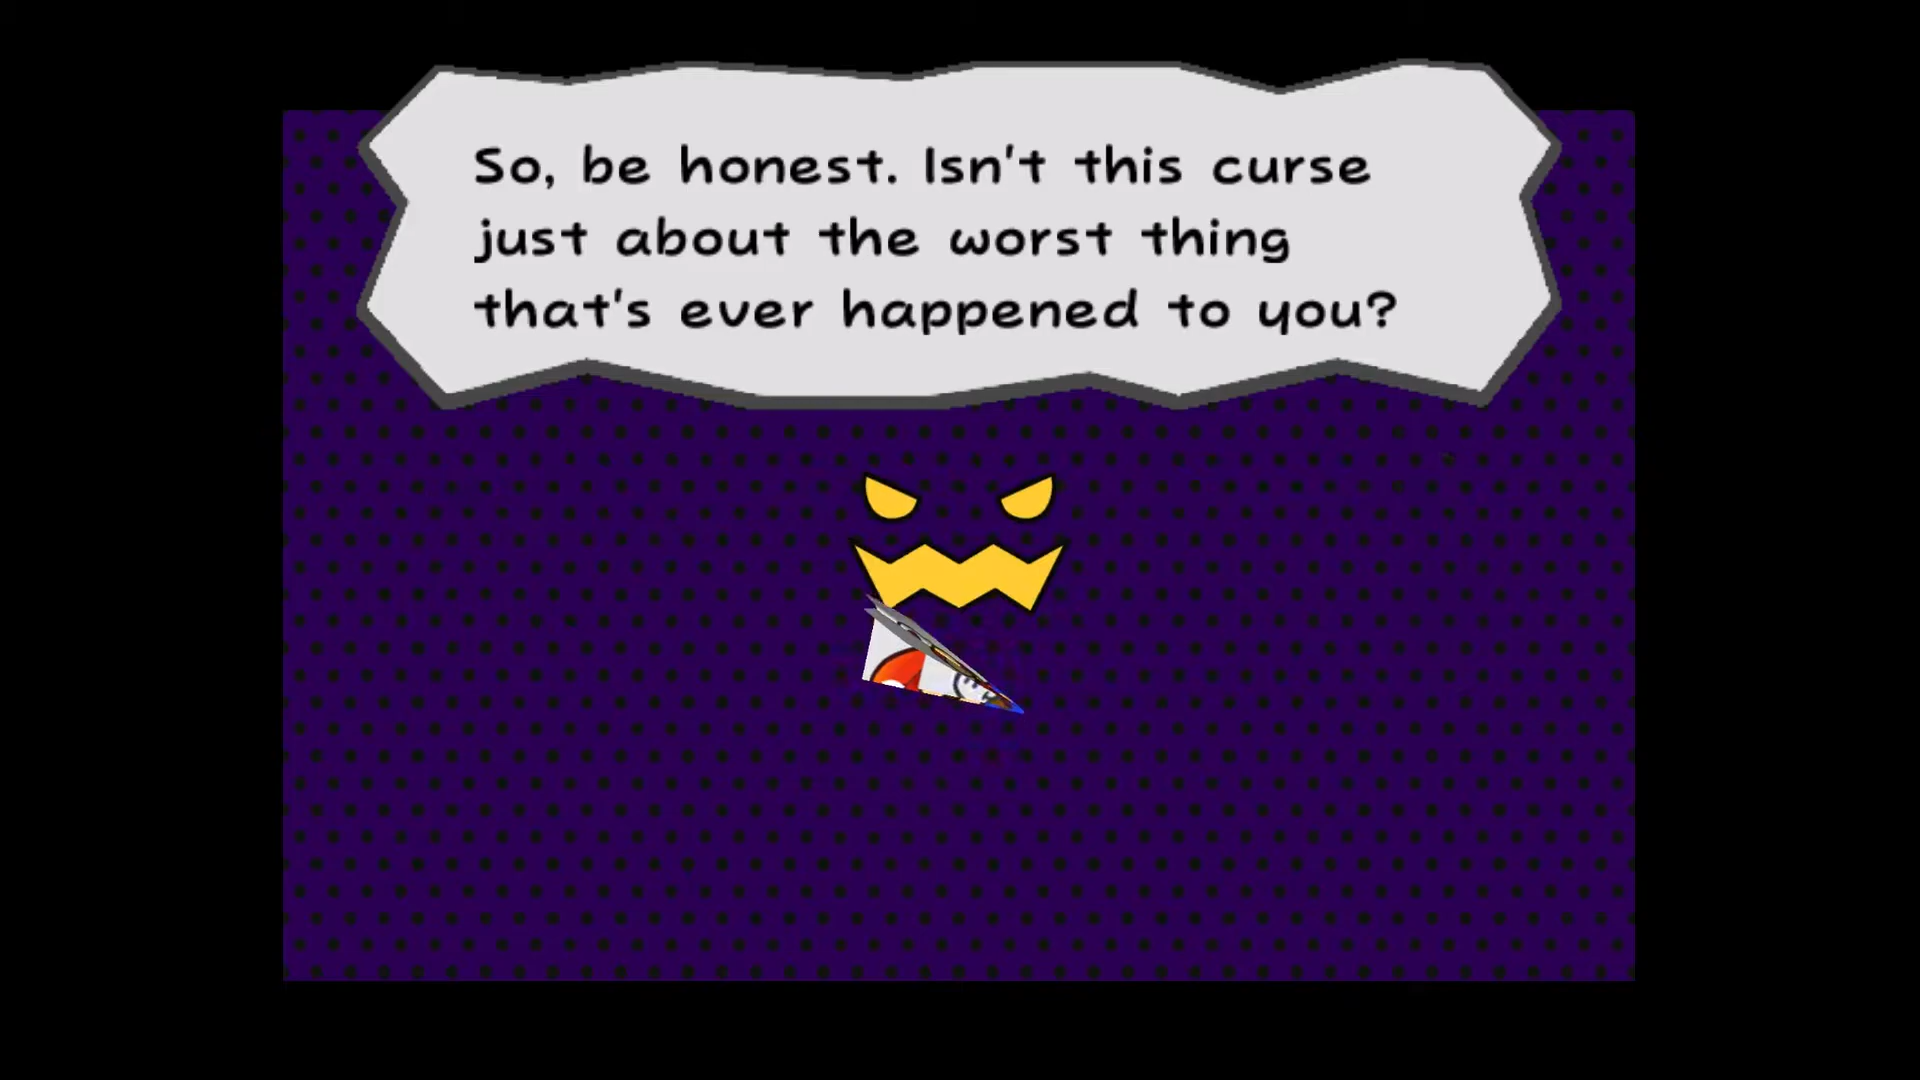 So, be honest. Isn't this curse
just about the worst thing
that's ever happened to you?